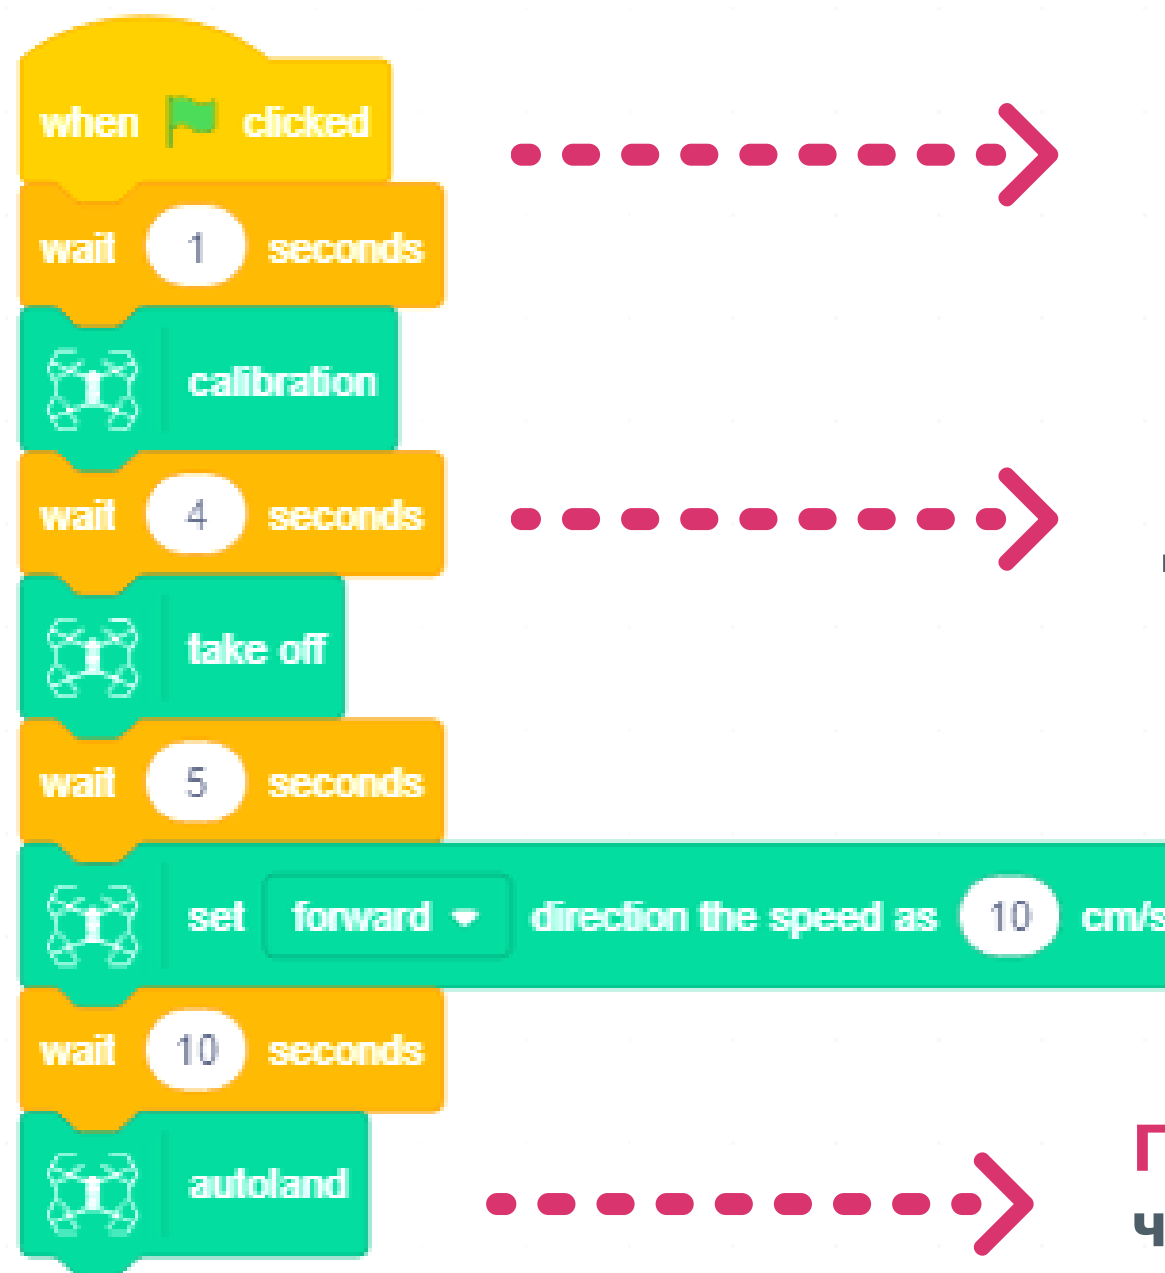 when clicked
wait 1 seconds
calibration
wait 4 seconds
take off
wait 5 seconds
set forward direction the speed as 10 cm/s
wait 10 seconds
autoland